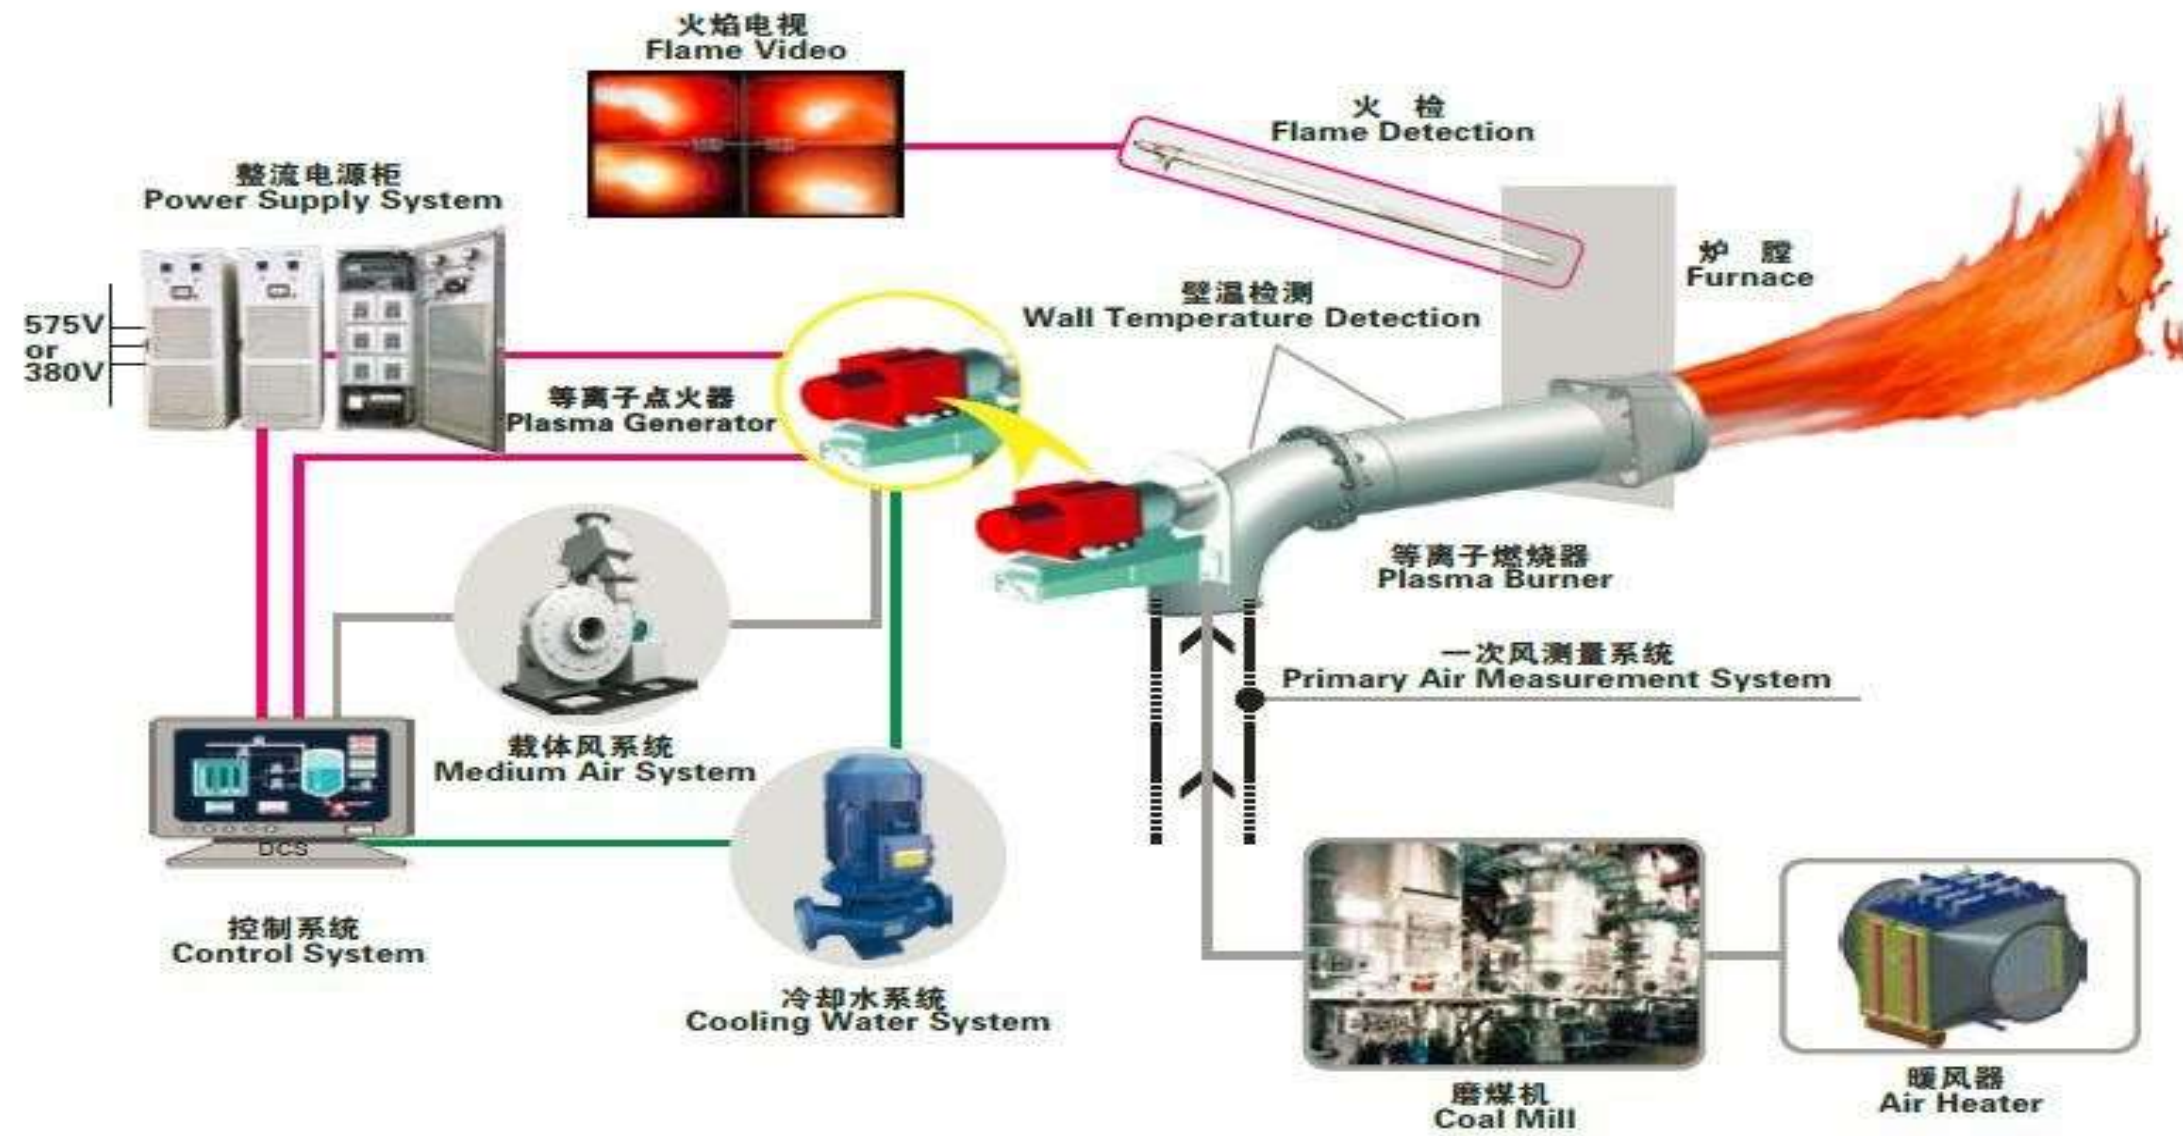 火焰电视
Flame Video
火 检
Flame Detection
整流电源柜
Power Supply System
炉 膛
Furnace
壁温检测
Wall Temperature Detection
575V
or
380V
等离子点火器
Plasma Generator
等离子燃烧器
Plasma Burner
一次风测量系统
Primary Air Measurement System
载体风系统
Medium Air System
DCS
控制系统
Control System
冷却水系统
Cooling Water System
磨煤机
Coal Mill
暖风器
Air Heater